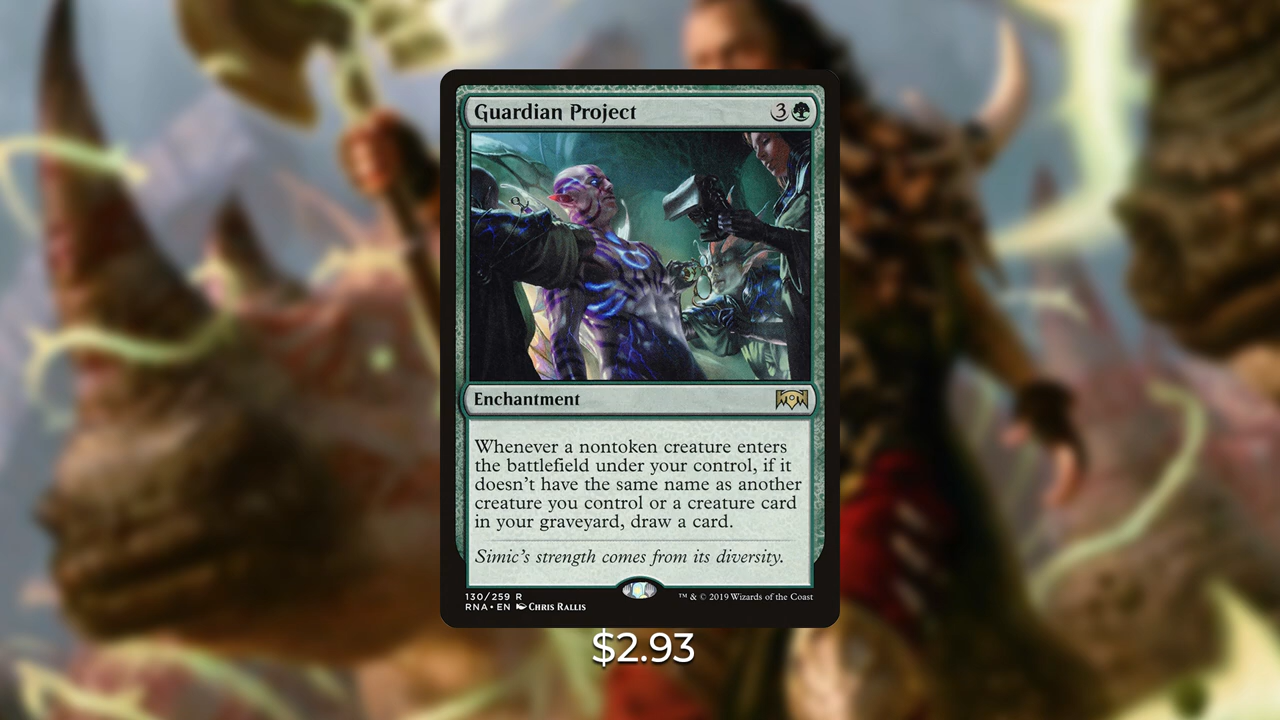 Guardian Project
3
Enchantment
Whenever a nontoken creature enters
the battlefield under your control, if it
doesn't have the same name as another
creature you control or a creature card
in your graveyard, draw a card.
Simic's strength comes from its diversity.
130/259 R
RNA • EN Chris Rallis
™ & © 2019 Wizards of the Coast
$2.93